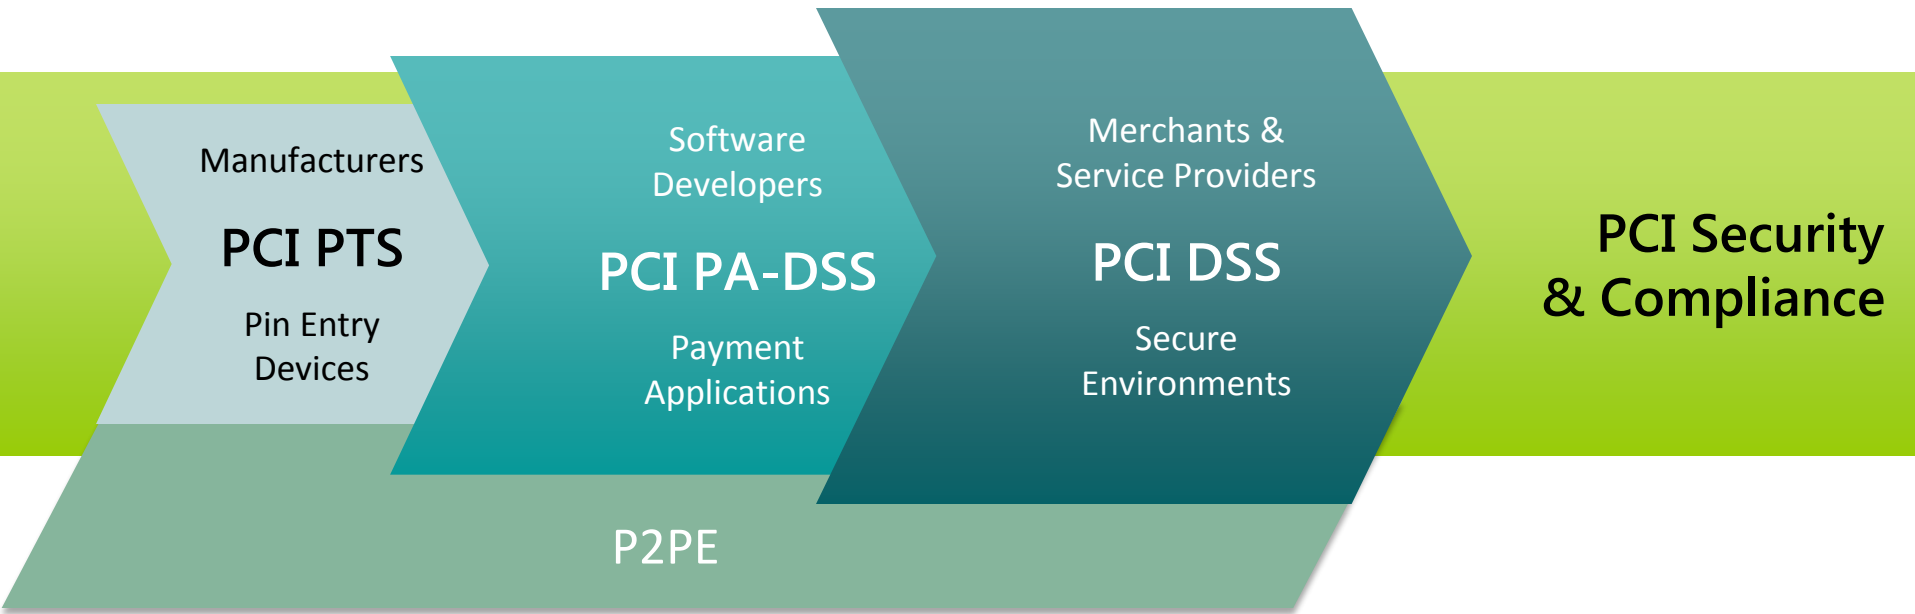 Manufacturers
PCI PTS
Pin Entry
Devices
Software
Developers
PCI PA-DSS
Payment
Applications
Merchants &
Service Providers
PCI DSS
Secure
Environments
PCI Security
& Compliance
P2PE